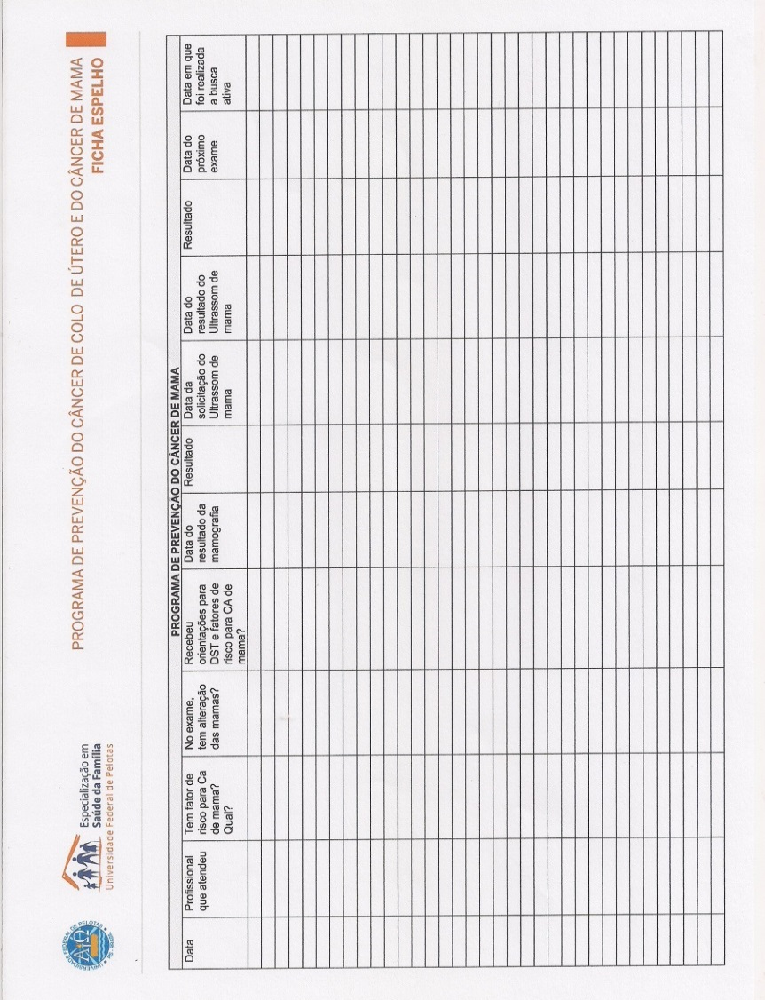 UNIVERSIDADE FEDERAL DE PELOTAS
Especialização em
Saúde da Família
Universidade Federal de Pelotas
PROGRAMA DE PREVENÇÃO DO CÂNCER DE COLO DE ÚTERO E DO CÂNCER DE MAMA
FICHA ESPELHO
PROGRAMA DE PREVENÇÃO DO CÂNCER DE MAMA
Data
Profissional
que atendeu
Tem fator de
risco para Ca
de mama?
Qual?
No exame,
tem alteração
das mamas?
Recebeu
orientações para
DST e fatores de
risco para CA de
mama?
Data do
resultado da
mamografia
Resultado
Data da
solicitação do
Ultrassom de
mama
Data do
resultado do
Ultrassom de
mama
Resultado
Data do
próximo
exame
Data em que
foi realizada
a busca
ativa